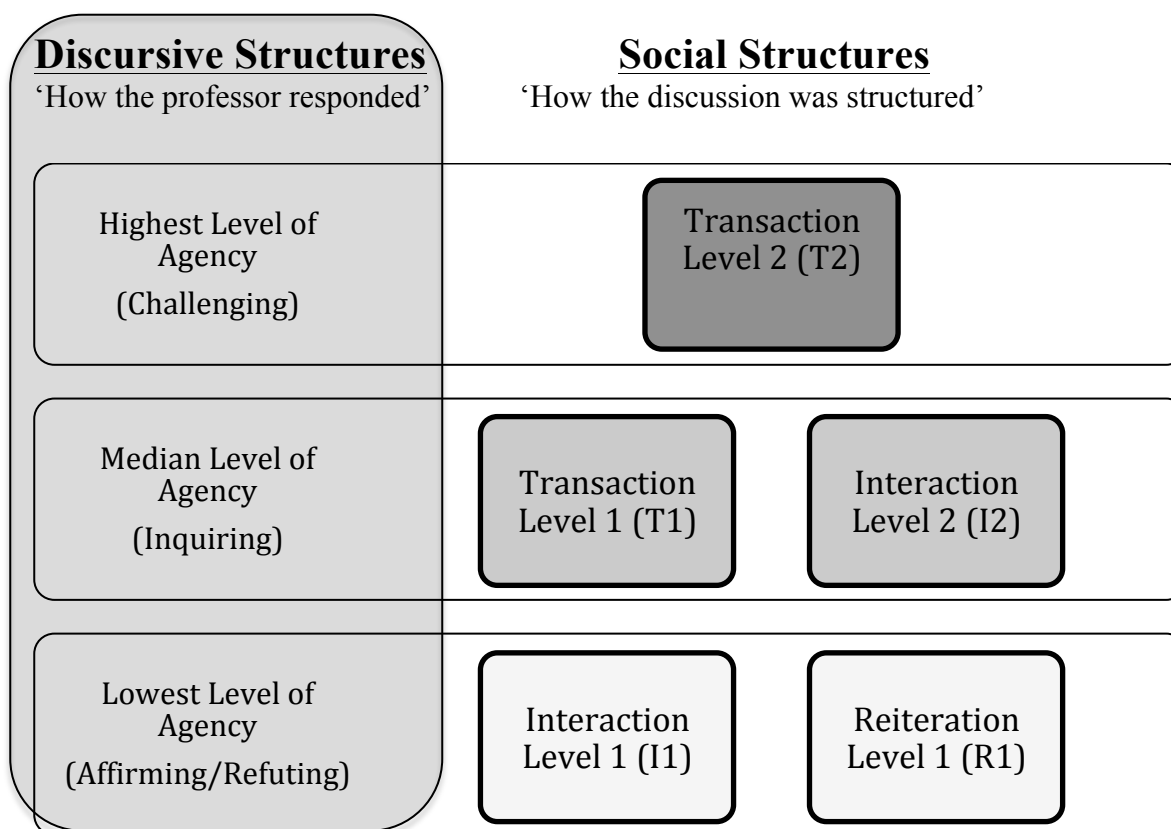 Discursive Structures
‘How the professor responded’
Social Structures
‘How the discussion was structured’
Highest Level of
Agency
(Challenging)
Transaction
Level 2 (T2)
Median Level of
Agency
(Inquiring)
Transaction
Level 1 (T1)
Interaction
Level 2 (I2)
Lowest Level of
Agency
(Affirming/Refuting)
Interaction
Level 1 (I1)
Reiteration
Level 1 (R1)